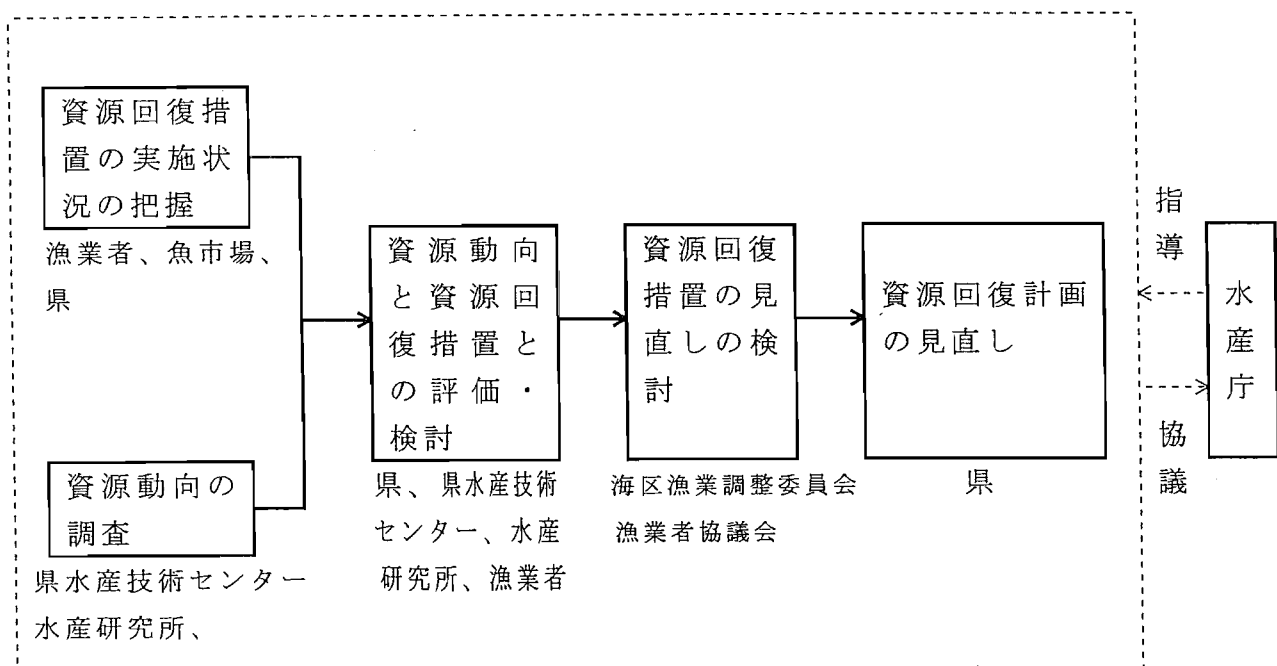 資源回復措
置の実施状
況の把握
漁業者、魚市場、
県
資源動向の
調査
県水産技術センター
水産研究所、
資源動向
と資源回
復措置と
の評価・
検討
県、県水産技術
センター、水産
研究所、漁業者
資源回復
措置の見
直しの検
討
海区漁業調整委員会
漁業者協議会
資源回復計画
の見直し
県
指導
協議
水産庁